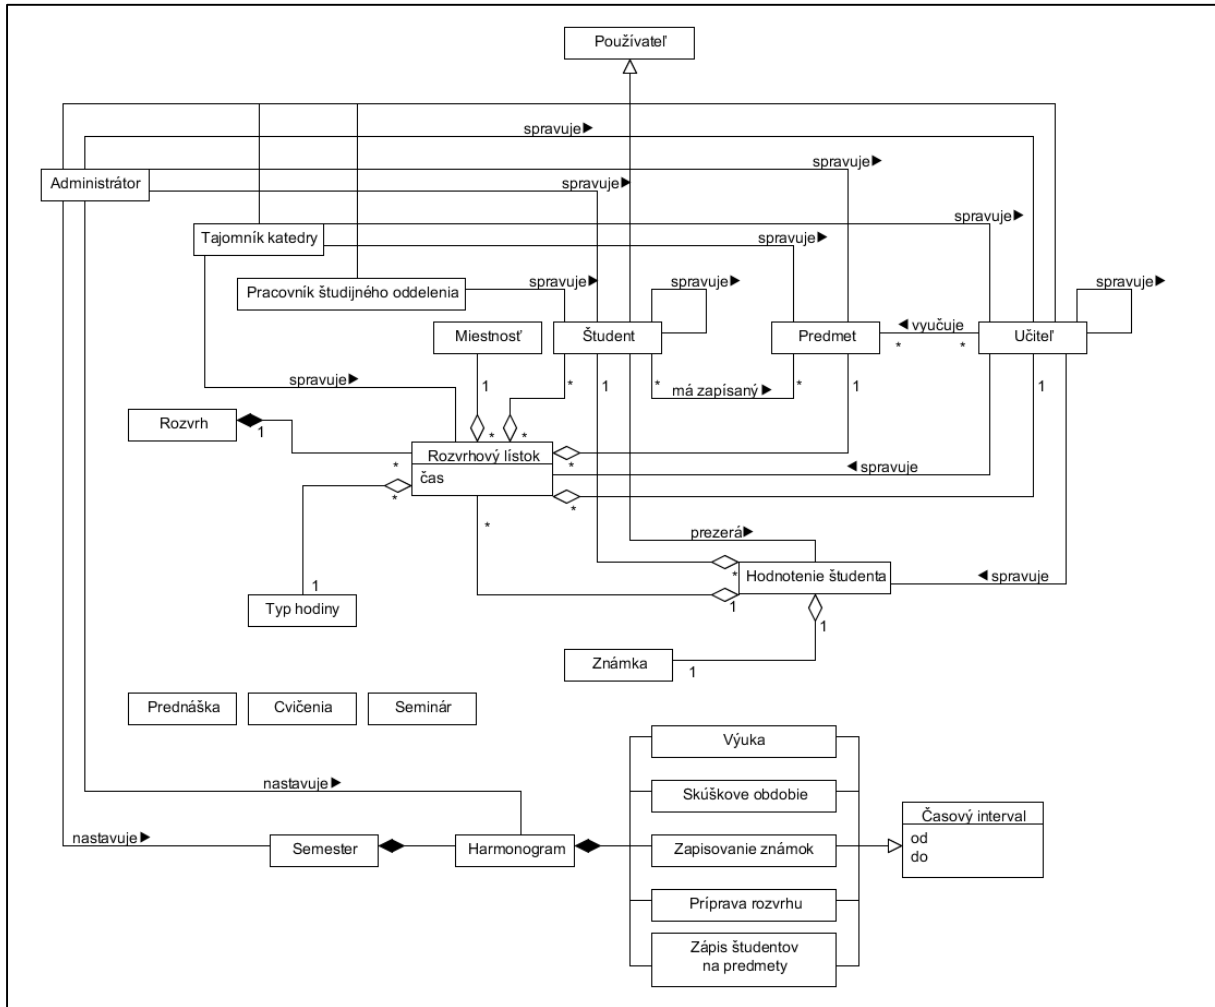 Používateľ
spravuje
spravuje
Administrátor
spravuje
spravuje
Tajomník katedry
spravuje
spravuje
spravuje
spravuje
Pracovník študijného oddelenia
Miestnosť
Študent
Predmet
vyučuje
* *
Učiteľ
1
*
1
*
má zapísaný
*
1
1
spravuje
Rozvrh
1
*
*
*
*
Rozvrhový lístok
čas
spravuje
*
*
*
prezerá
*
1
Hodnotenie študenta
spravuje
1
Typ hodiny
1
Známka
1
Prednáška
Cvičenia
Seminár
Výuka
nastavuje
Skúškove obdobie
Časový interval
od
do
nastavuje
Semester
Harmonogram
Zapisovanie známok
Príprava rozvrhu
Zápis študentov
na predmety